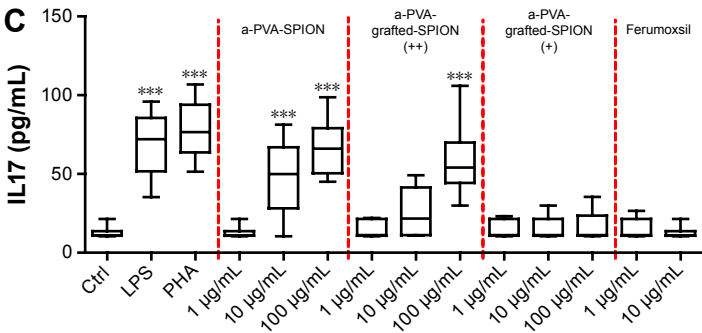 C
IL17 (pg/mL)
150
100
50
0
a-PVA-SPION
a-PVA-
grafted-SPION
(++)
a-PVA-
grafted-SPION
(+)
Ferumoxsil
***
***
***
***
***
Ctrl
LPS
PHA
1 µg/mL
10 µg/mL
100 µg/mL
1 µg/mL
10 µg/mL
100 µg/mL
1 µg/mL
10 µg/mL
100 µg/mL
1 µg/mL
10 µg/mL